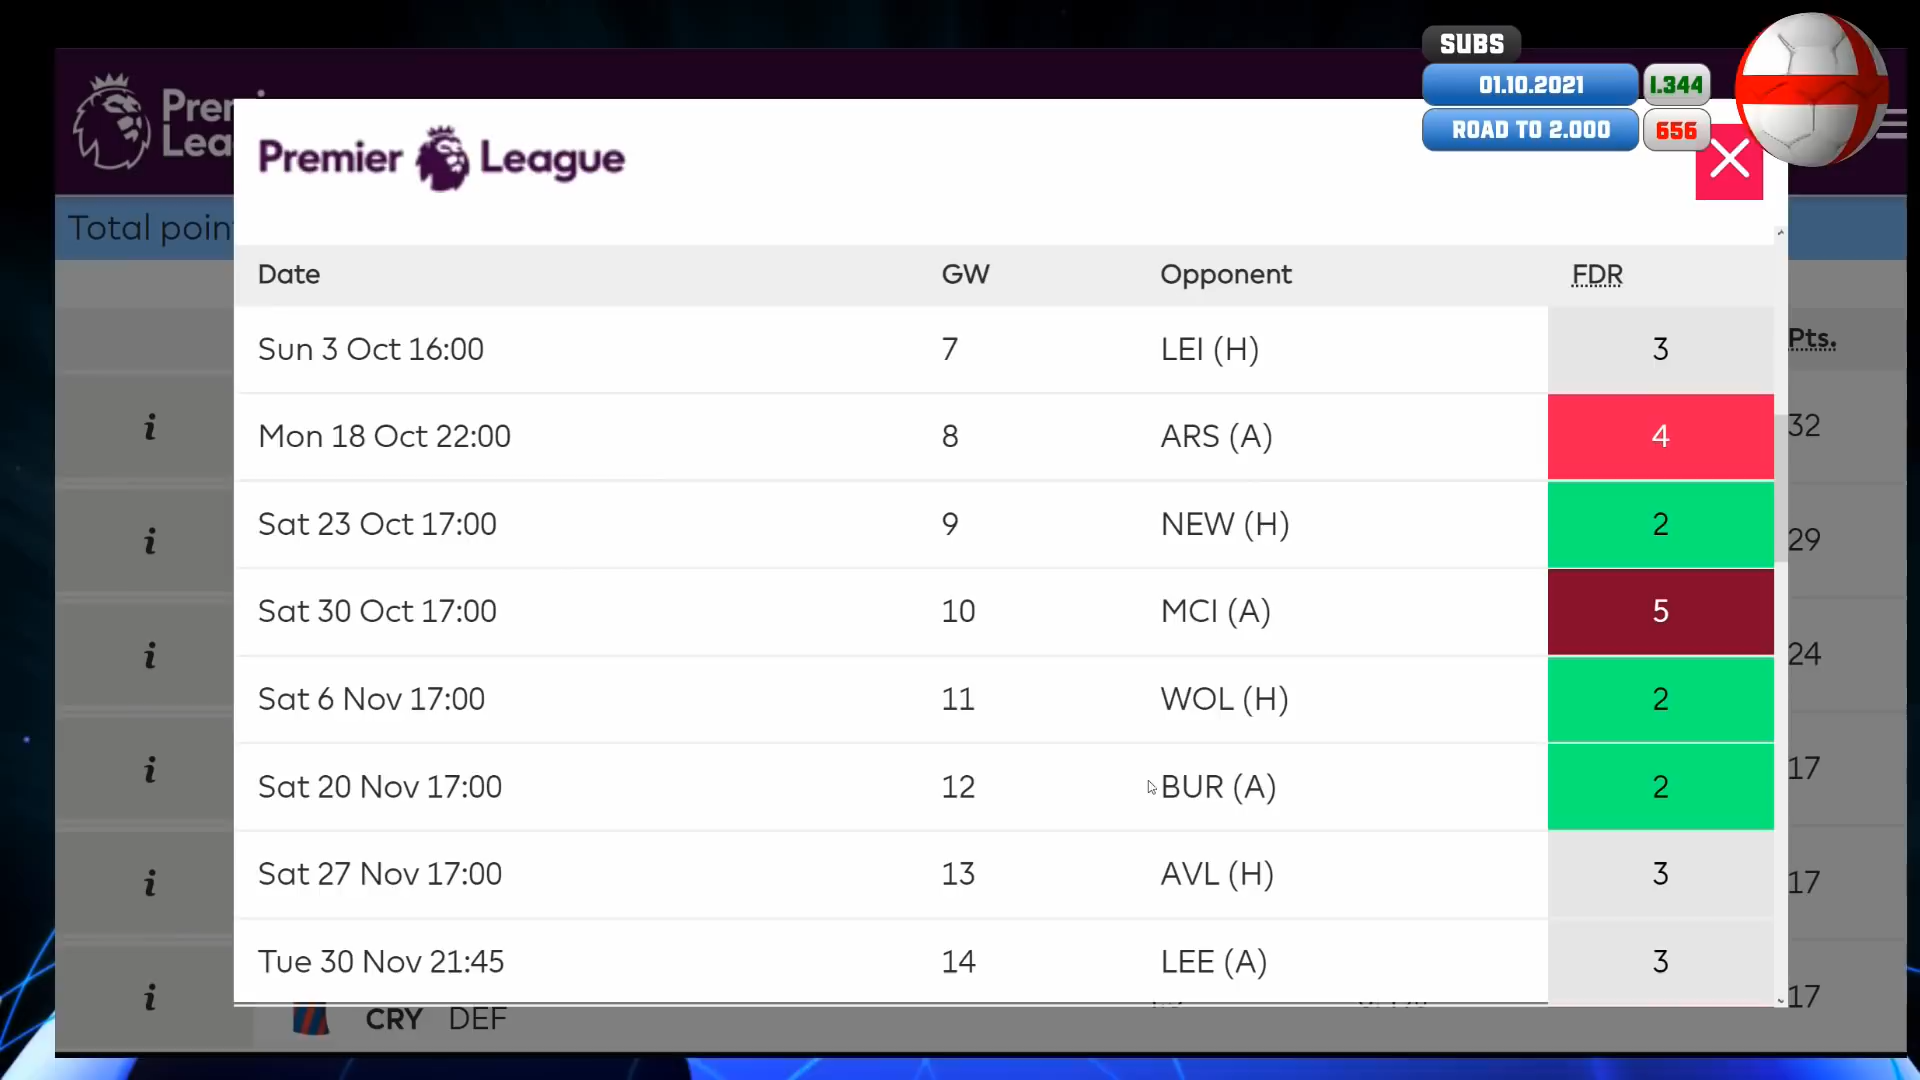 SUBS
01.10.2021 1.344
ROAD TO 2.000 656
Premier League
Total poin
Date GW Opponent FDR
Pts.
Sun 3 Oct 16:00 7 LEI (H) 3
Mon 18 Oct 22:00 8 ARS (A) 4
32
Sat 23 Oct 17:00 9 NEW (H) 2
29
Sat 30 Oct 17:00 10 MCI (A) 5
24
Sat 6 Nov 17:00 11 WOL (H) 2
Sat 20 Nov 17:00 12 BUR (A) 2
17
Sat 27 Nov 17:00 13 AVL (H) 3
17
Tue 30 Nov 21:45 14 LEE (A) 3
17
CRY DEF